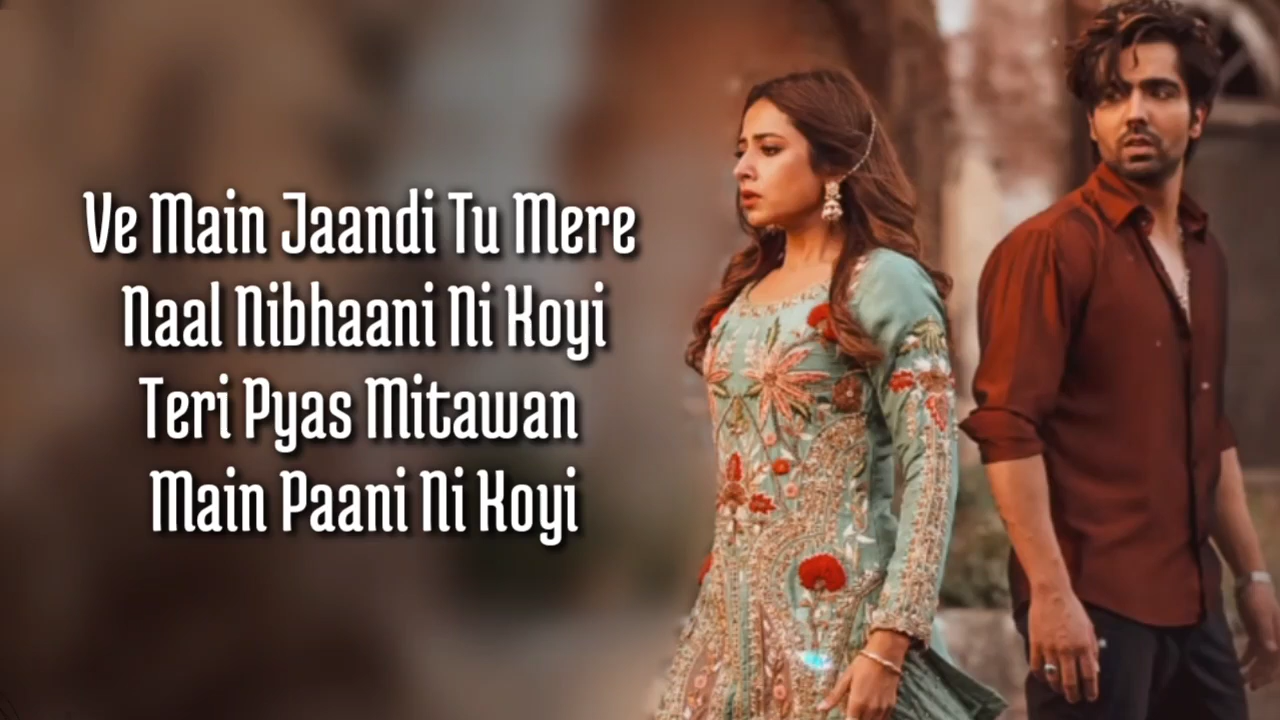 Ve Main Jaandi Tu Mere
Naal Nibhaani Ni Koyi
Teri Pyas Mitawan
Main Paani Ni Koyi